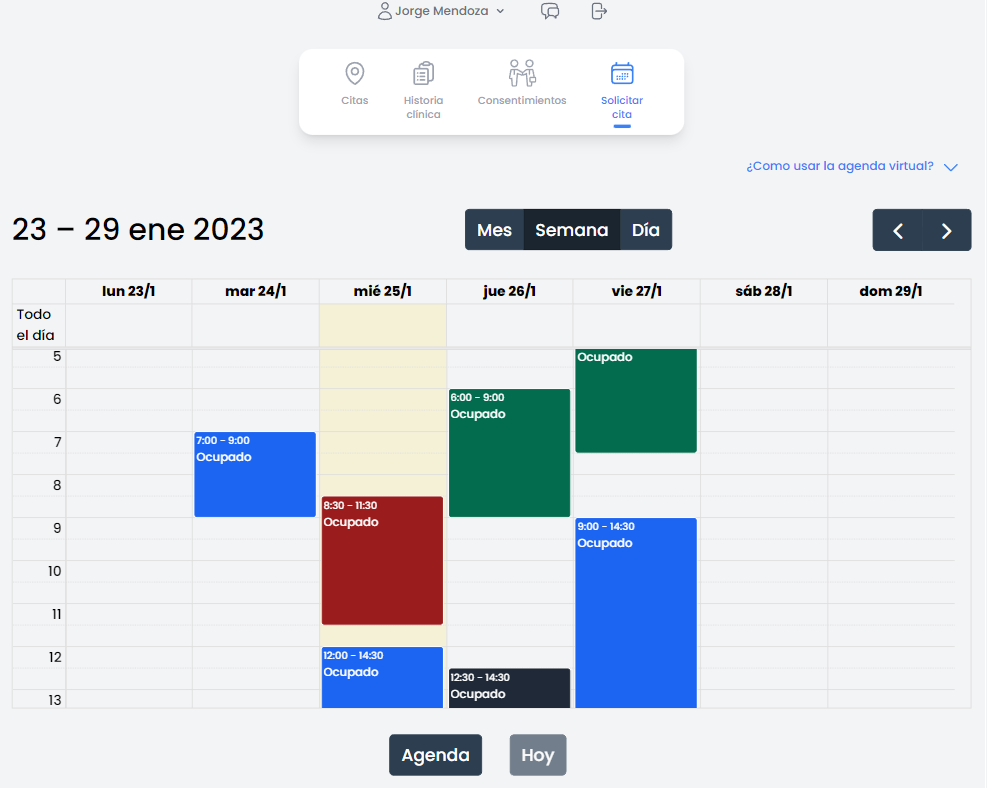 Jorge Mendoza
Citas
Historia
clínica
Consentimientos
Solicitar
cita
¿Como usar la agenda virtual?
23 – 29 ene 2023
Mes
Semana
Día
lun 23/1
mar 24/1
mié 25/1
jue 26/1
vie 27/1
sáb 28/1
dom 29/1
Todo
el día
5
Ocupado
6
6:00 - 9:00
Ocupado
7
7:00 - 9:00
Ocupado
8
8:30 - 11:30
Ocupado
9
9:00 - 14:30
Ocupado
10
11
12
12:00 - 14:30
Ocupado
12:30 - 14:30
Ocupado
13
Agenda
Hoy